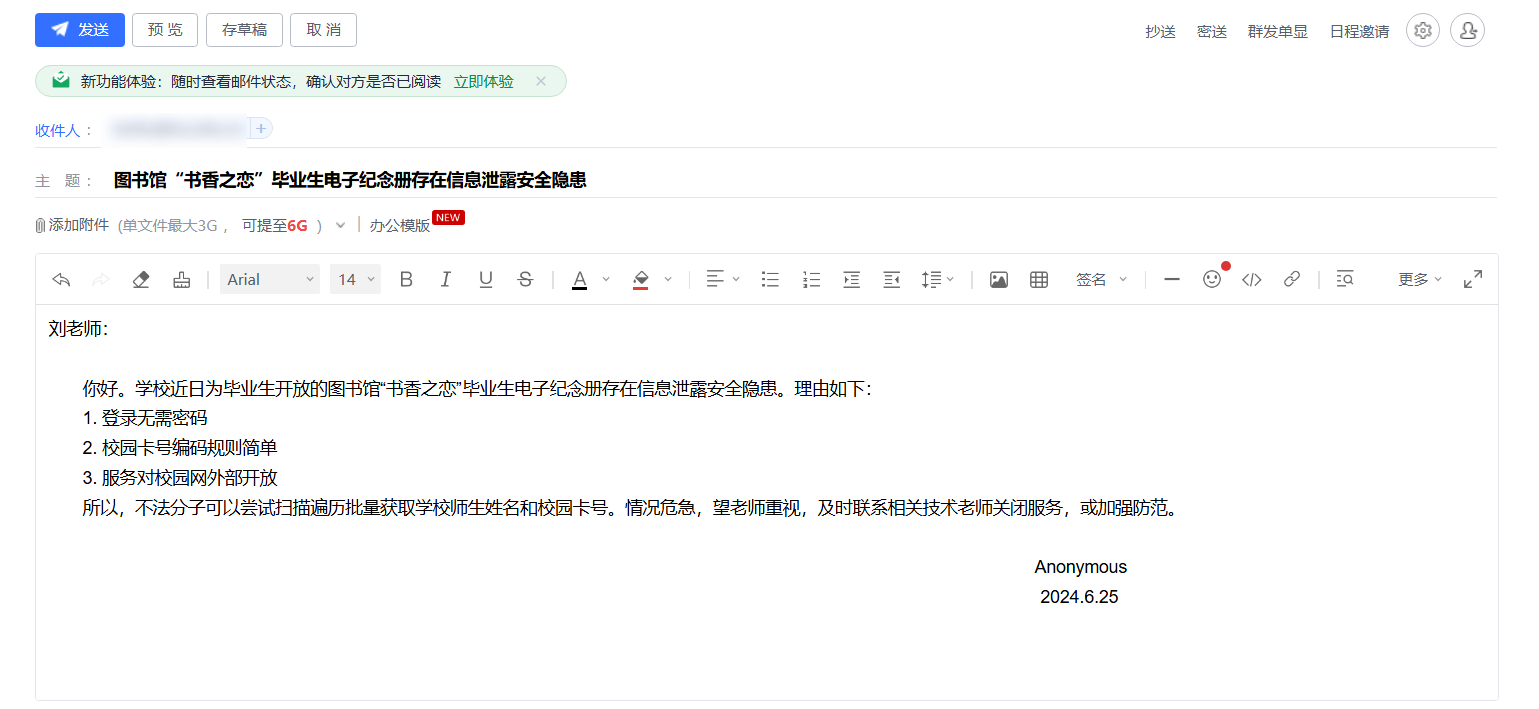 发送 预 览 存草稿 取 消 抄送 密送 群发单显 日程邀请
新功能体验：随时查看邮件状态，确认对方是否已阅读 立即体验 ×
收件人： +
主 题： 图书馆“书香之恋”毕业生电子纪念册存在信息泄露安全隐患
添加附件 (单文件最大3G ， 可提至6G ) 办公模版 NEW
Arial 14 B I U S A 签名 更多
刘老师：
你好。学校近日为毕业生开放的图书馆“书香之恋”毕业生电子纪念册存在信息泄露安全隐患。理由如下：
1. 登录无需密码
2. 校园卡号编码规则简单
3. 服务对校园网外部开放
所以，不法分子可以尝试扫描遍历批量获取学校师生姓名和校园卡号。情况危急，望老师重视，及时联系相关技术老师关闭服务，或加强防范。
Anonymous
2024.6.25